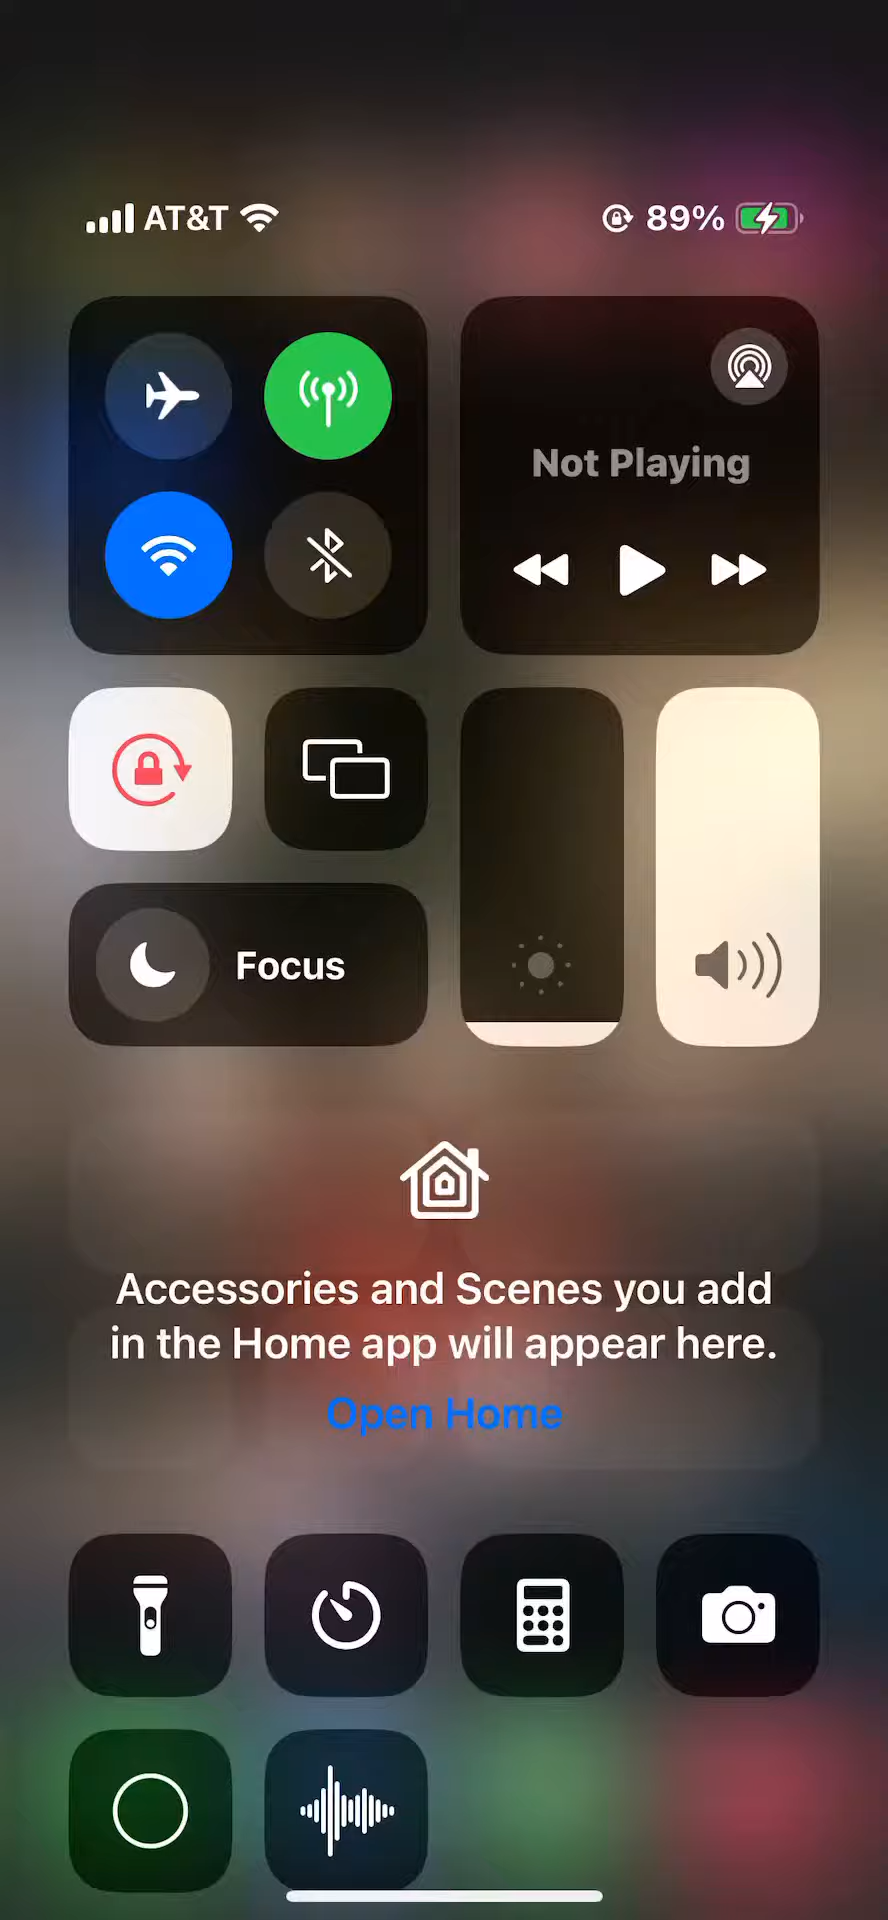 AT&T 89%
Not Playing
Focus
Accessories and Scenes you add
in the Home app will appear here.
Open Home